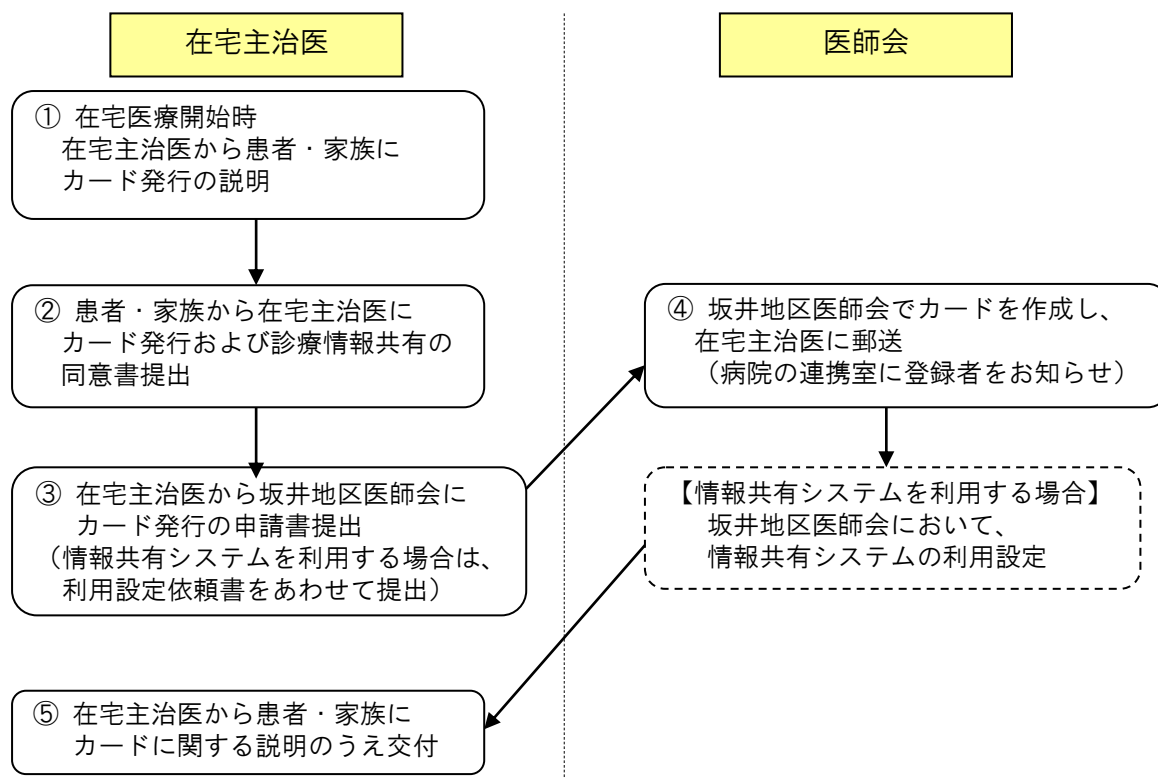 在宅主治医
医師会
① 在宅医療開始時
在宅主治医から患者・家族に
カード発行の説明
② 患者・家族から在宅主治医に
カード発行および診療情報共有の
同意書提出
③ 在宅主治医から坂井地区医師会に
カード発行の申請書提出
（情報共有システムを利用する場合は、
利用設定依頼書をあわせて提出）
④ 坂井地区医師会でカードを作成し、
在宅主治医に郵送
（病院の連携室に登録者をお知らせ）
【情報共有システムを利用する場合】
坂井地区医師会において、
情報共有システムの利用設定
⑤ 在宅主治医から患者・家族に
カードに関する説明のうえ交付